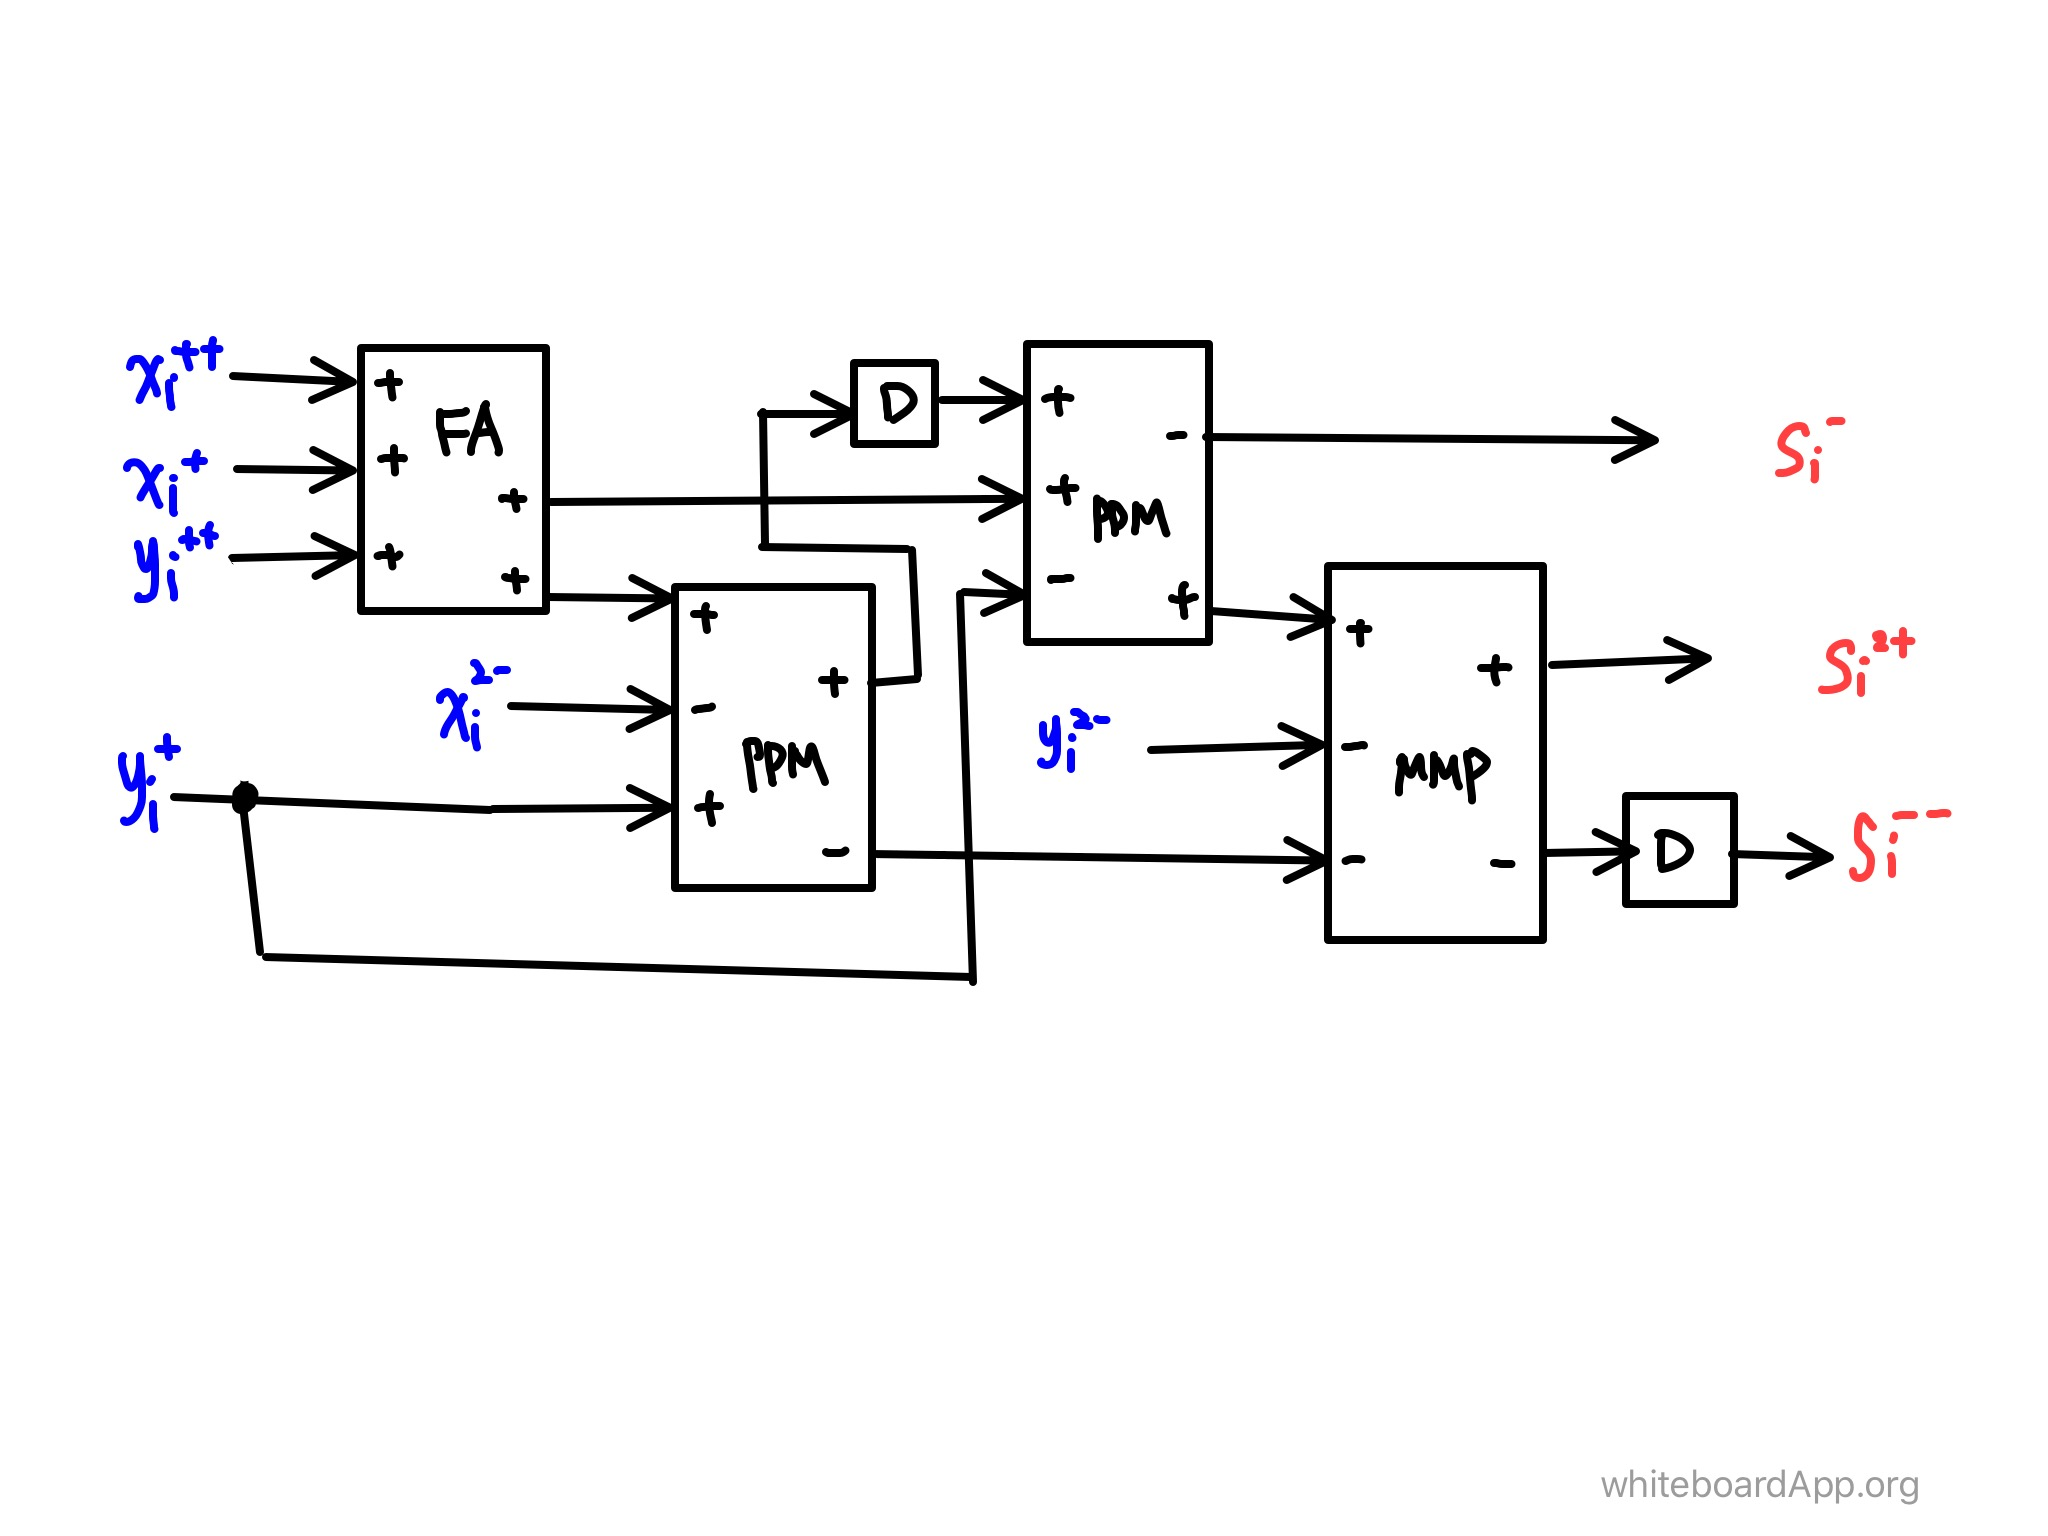 x_i^{++}
x_i^{+}
y_i^{++}
y_i^{+}
+ + + FA + +
x_i^{2-}
+ - + PPM + -
D
+ + - PPM - +
y_i^{2-}
+ - - MMP + -
D
S_i^{-}
S_i^{2+}
S_i^{--}
whiteboardApp.org